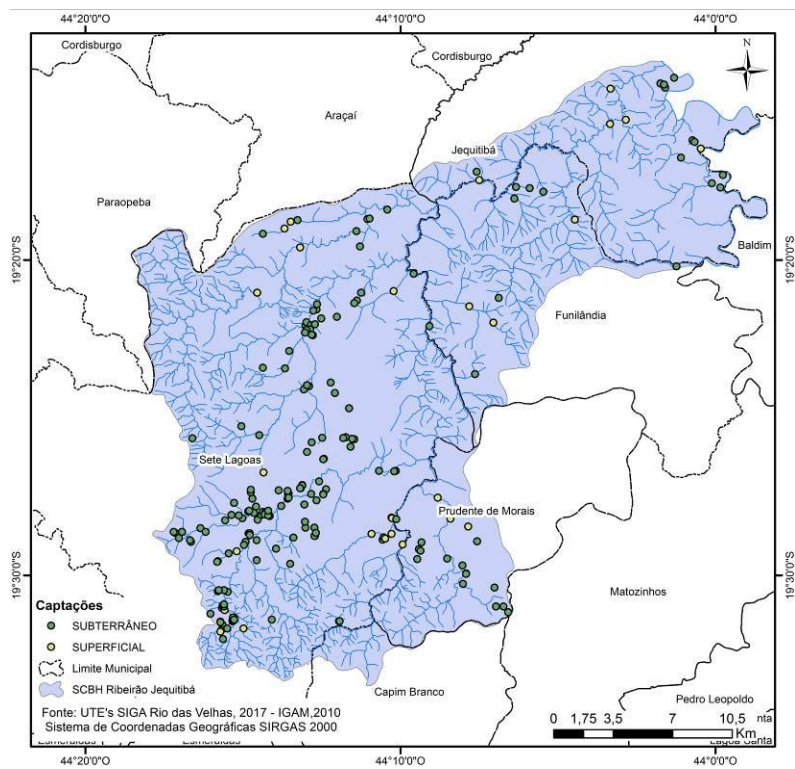 44°20'0"O
44°10'0"O
44°0'0"O
Cordisburgo
Cordisburgo
N
Araçaí
Jequitibá
Paraopeba
19°20'0"S
19°20'0"S
Baldim
Funilândia
Sete Lagoas
Prudente de Morais
19°30'0"S
19°30'0"S
Matozinhos
Captações
SUBTERRÂNEO
SUPERFICIAL
Limite Municipal
SCBH Ribeirão Jequitibá
Capim Branco
Pedro Leopoldo
Fonte: UTE's SIGA Rio das Velhas, 2017 - IGAM,2010
Sistema de Coordenadas Geográficas SIRGAS 2000
0 1,75 3,5 7 10,5
Km
44°20'0"O
44°10'0"O
44°0'0"O